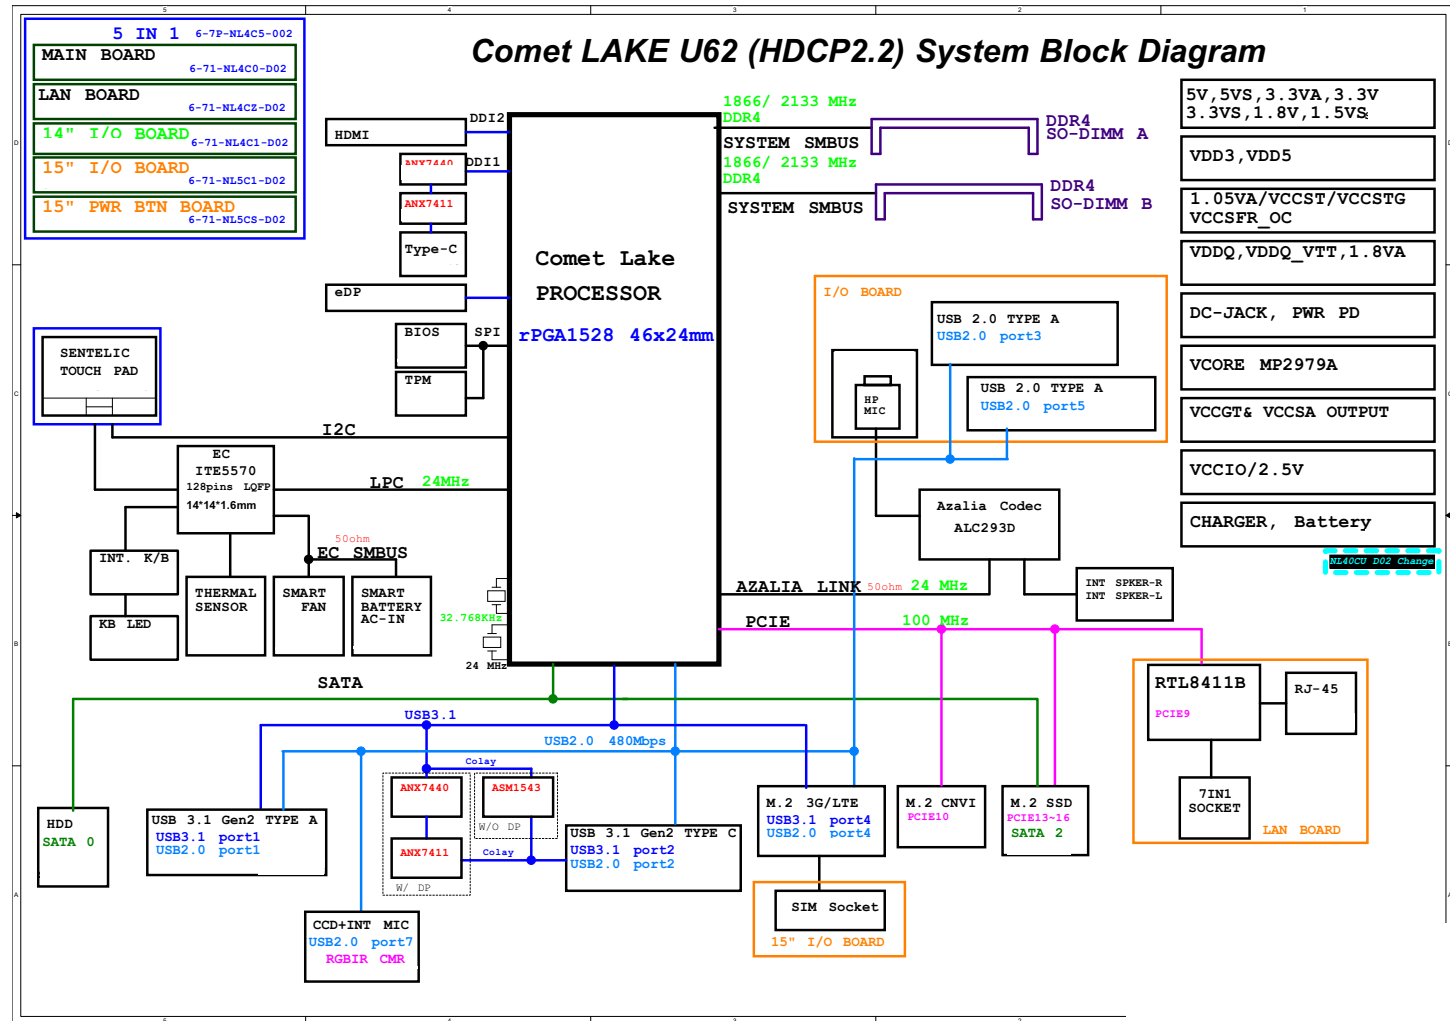 Comet LAKE U62 (HDCP2.2) System Block Diagram
5 IN 1 6-7P-NL4C5-002
MAIN BOARD
6-71-NL4C0-D02
LAN BOARD
6-71-NL4CZ-D02
14" I/O BOARD
6-71-NL4C1-D02
15" I/O BOARD
6-71-NL5C1-D02
15" PWR BTN BOARD
6-71-NL5CS-D02
HDMI
DDI2
ANX7440
DDI1
ANX7411
Type-C
eDP
BIOS
SPI
TPM
Comet Lake
PROCESSOR
rPGA1528 46x24mm
1866/ 2133 MHz
DDR4
SYSTEM SMBUS
DDR4
SO-DIMM A
1866/ 2133 MHz
DDR4
SYSTEM SMBUS
DDR4
SO-DIMM B
5V,5VS,3.3VA,3.3V
3.3VS,1.8V,1.5VS
VDD3,VDD5
1.05VA/VCCST/VCCSTG
VCCSFR_OC
VDDQ,VDDQ_VTT,1.8VA
DC-JACK, PWR PD
VCORE MP2979A
VCCGT& VCCSA OUTPUT
VCCIO/2.5V
CHARGER, Battery
NL40CU D02 Change
I/O BOARD
USB 2.0 TYPE A
USB2.0 port3
USB 2.0 TYPE A
USB2.0 port5
HP
MIC
SENTELIC
TOUCH PAD
I2C
EC
ITE5570
128pins LQFP
14*14*1.6mm
LPC 24MHz
50ohm
EC SMBUS
INT. K/B
KB LED
THERMAL
SENSOR
SMART
FAN
SMART
BATTERY
AC-IN
32.768KHz
24 MHz
Azalia Codec
ALC293D
AZALIA LINK 50ohm 24 MHz
INT SPKER-R
INT SPKER-L
PCIE 100 MHz
RTL8411B
PCIE9
RJ-45
7IN1
SOCKET
LAN BOARD
SATA
USB3.1
USB2.0 480Mbps
HDD
SATA 0
USB 3.1 Gen2 TYPE A
USB3.1 port1
USB2.0 port1
Colay
ANX7440
ANX7411
W/ DP
ASM1543
W/O DP
Colay
USB 3.1 Gen2 TYPE C
USB3.1 port2
USB2.0 port2
M.2 3G/LTE
USB3.1 port4
USB2.0 port4
M.2 CNVI
PCIE10
M.2 SSD
PCIE13~16
SATA 2
CCD+INT MIC
USB2.0 port7
RGBIR CMR
SIM Socket
15" I/O BOARD